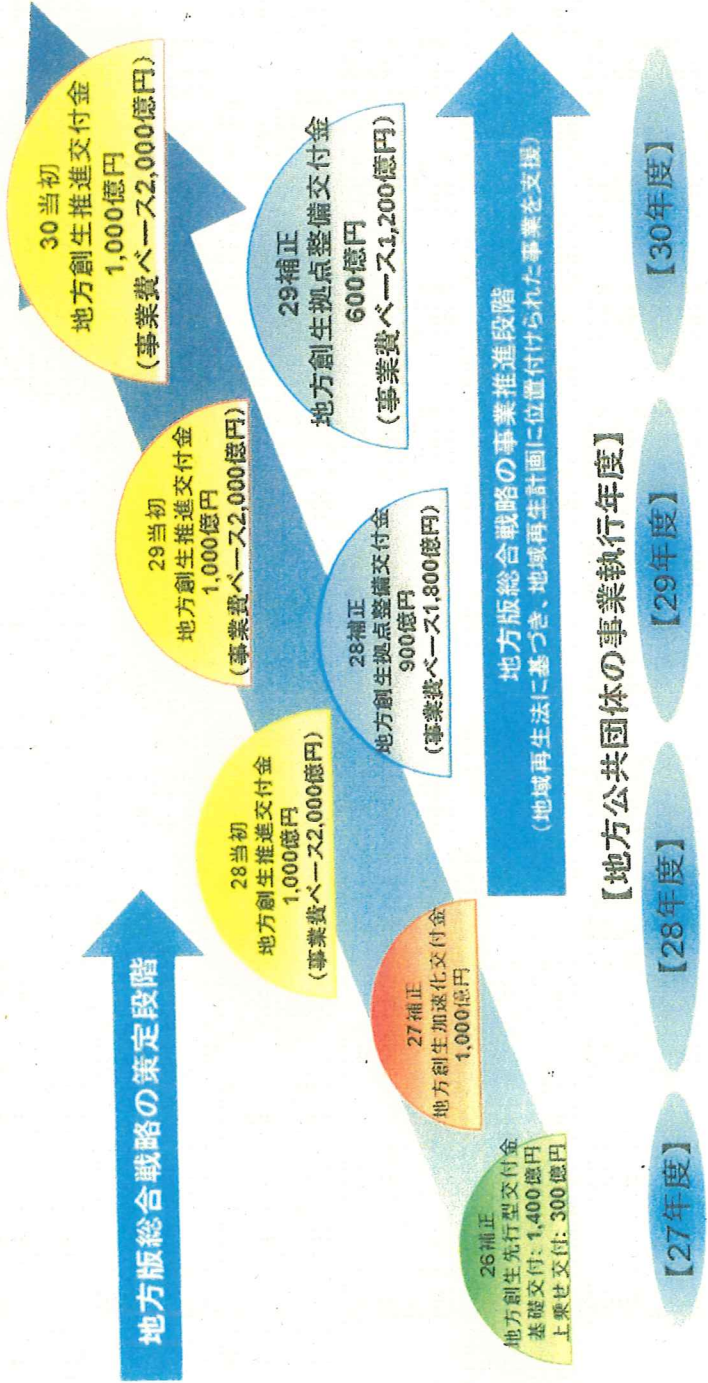 地方版総合戦略の策定段階
30当初
地方創生推進交付金
1,000億円
(事業費ベース2,000億円)
29当初
地方創生推進交付金
1,000億円
(事業費ベース2,000億円)
28当初
地方創生推進交付金
1,000億円
(事業費ベース2,000億円)
29補正
地方創生拠点整備交付金
600億円
(事業費ベース1,200億円)
28補正
地方創生拠点整備交付金
900億円
(事業費ベース1,800億円)
27補正
地方創生加速化交付金
1,000億円
26補正
地方創生先行型交付金
基礎交付:1,400億円
上乗せ交付:300億円
地方版総合戦略の事業推進段階
(地域再生法に基づき、地域再生計画に位置付けられた事業を支援)
【地方公共団体の事業執行年度】
【27年度】
【28年度】
【29年度】
【30年度】